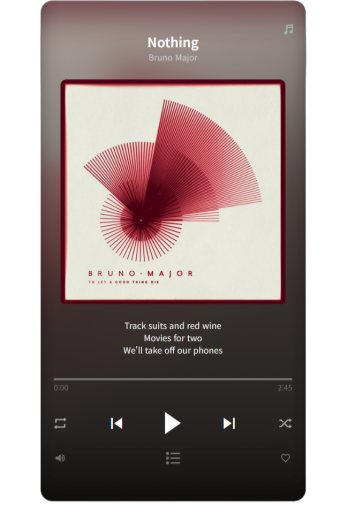 Nothing
Bruno Major
BRUNO·MAJOR
TO LET A GOOD THING DIE
Track suits and red wine
Movies for two
We'll take off our phones
0:00 2:45